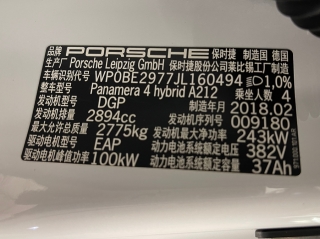 品牌 PORSCHE 保时捷 制造国 德国
生产厂 Porsche Leipzig GmbH 保时捷股份公司莱比锡工厂制造
车辆识别代号 WP0BE2977JL160494 1,0%
整车型号 Panamera 4 hybrid A212 乘坐人数 4
发动机型号 DGP 制造年月 2018.02
发动机排量 2894cc 发动机序列号 009180
最大允许总质量 2775kg 发动机最大净功率 243kW
驱动电机型号 EAP 动力电池系统额定电压 382V
驱动电机峰值功率 100kW 动力电池系统额定容量 37Ah